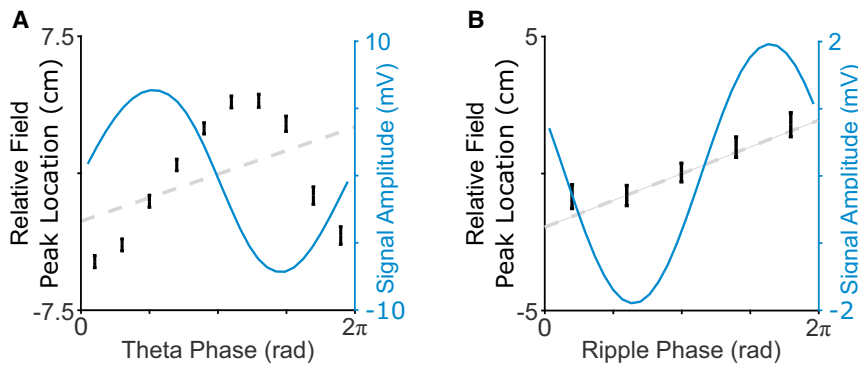 A
7.5
Relative Field
Peak Location (cm)
-7.5
0
2π
Theta Phase (rad)
10
-10
Signal Amplitude (mV)
B
5
Relative Field
Peak Location (cm)
-5
0
2π
Ripple Phase (rad)
2
-2
Signal Amplitude (mV)